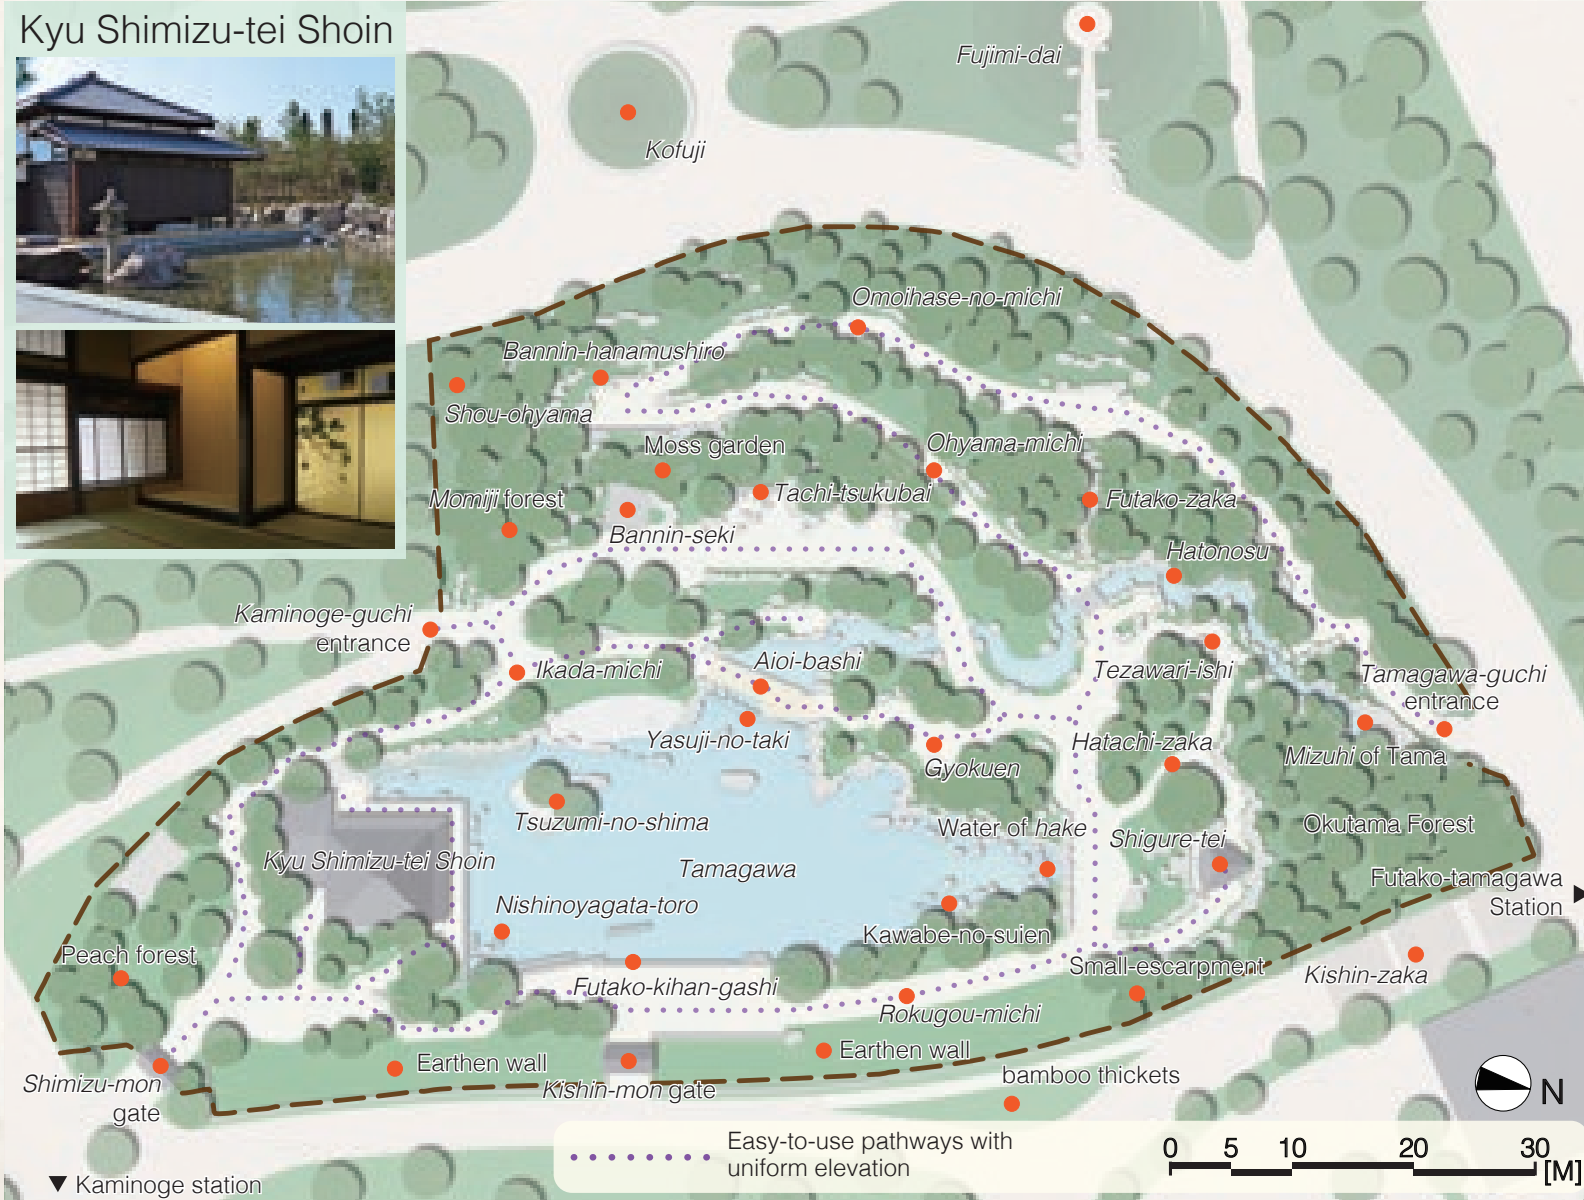 Kyu Shimizu-tei Shoin
Fujimi-dai
Kofuji
Omoihase-no-michi
Bannin-hanamushiro
Shou-ohyama
Moss garden
Ohyama-michi
Momiji forest
Tachi-tsukubai
Futako-zaka
Bannin-seki
Hatonosu
Kaminoge-guchi
entrance
Ikada-michi
Aioi-bashi
Tezawari-ishi
Tamagawa-guchi
entrance
Yasuji-no-taki
Hatachi-zaka
Mizuhi of Tama
Gyokuen
Tsuzumi-no-shima
Water of hake
Shigure-tei
Okutama Forest
Kyu Shimizu-tei Shoin
Tamagawa
Futako-tamagawa
Station ▶
Nishinoyagata-toro
Kawabe-no-suien
Peach forest
Small-escarpment
Kishin-zaka
Futako-kihan-gashi
Rokugou-michi
Earthen wall
Earthen wall
Shimizu-mon
gate
Kishin-mon gate
bamboo thickets
N
Easy-to-use pathways with
uniform elevation
0 5 10 20 30
[M]
▼ Kaminoge station